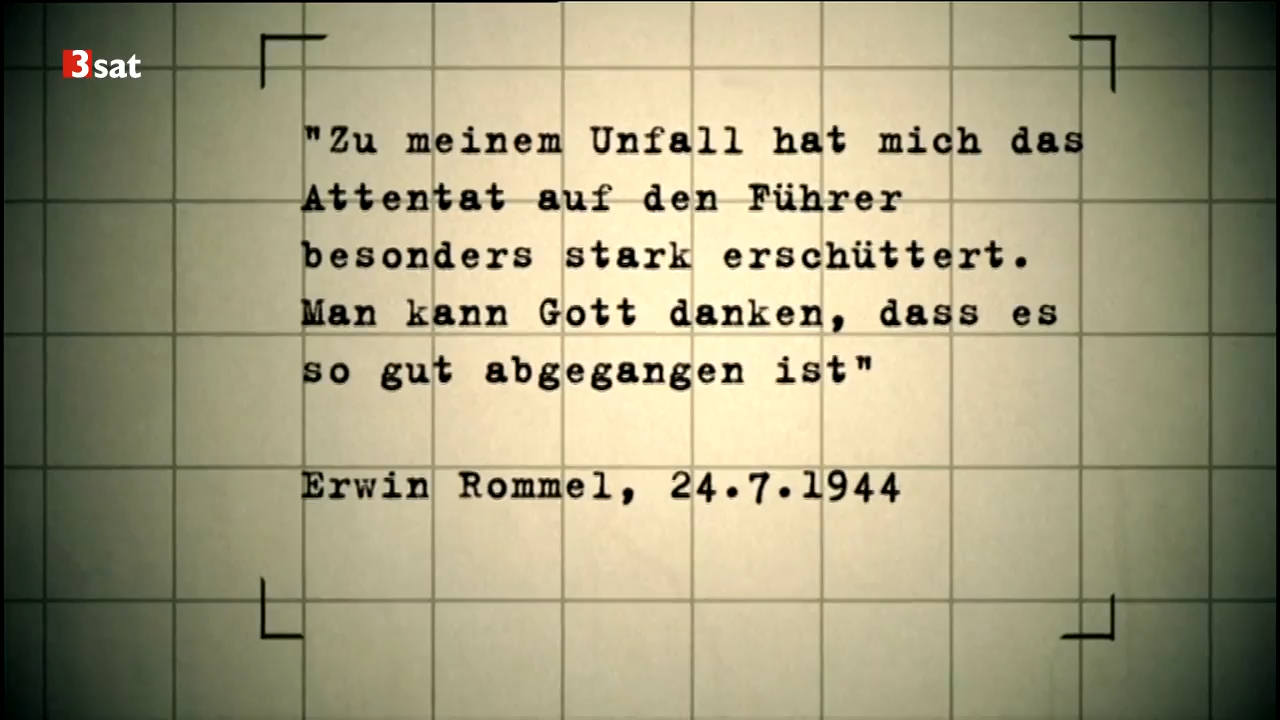 3sat
"Zu meinem Unfall hat mich das
Attentat auf den Führer
besonders stark erschüttert.
Man kann Gott danken, dass es
so gut abgegangen ist"
Erwin Rommel, 24.7.1944